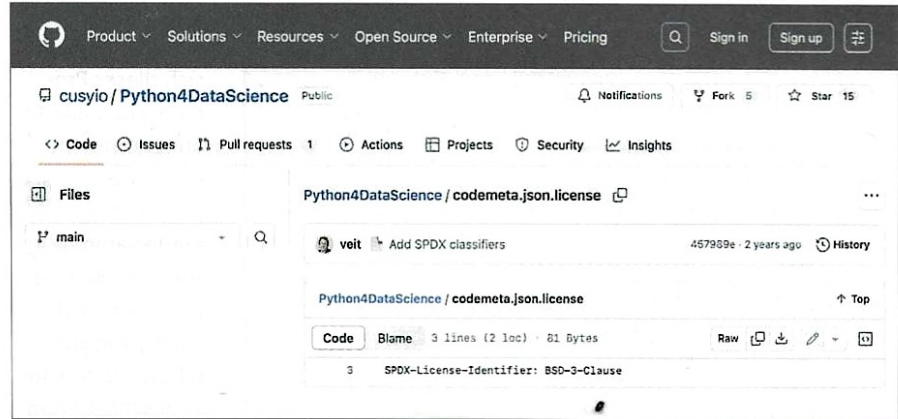 Product Solutions Resources Open Source Enterprise Pricing Sign in Sign up
cusyio / Python4DataScience Public Notifications Fork 5 Star 15
Code Issues Pull requests 1 Actions Projects Security Insights
Files
main
Python4DataScience / codemeta.json.license
veit Add SPDX classifiers 457989e · 2 years ago History
Python4DataScience / codemeta.json.license Top
Code Blame 3 lines (2 loc) · 81 Bytes Raw
3 SPDX-License-Identifier: BSD-3-Clause